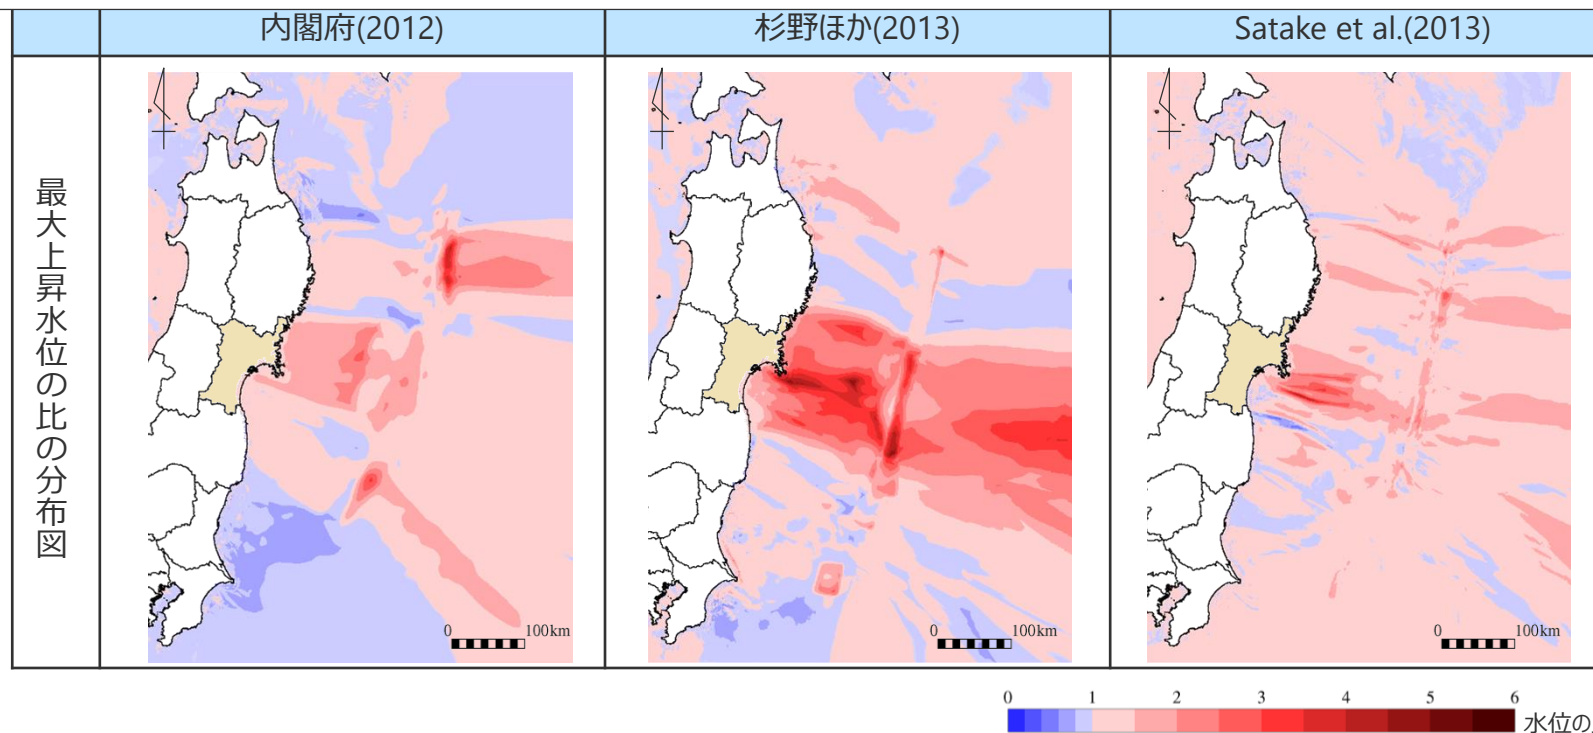 内閣府(2012)
杉野ほか(2013)
Satake et al.(2013)
最大上昇水位の比の分布図
0 100km
0 100km
0 100km
0 1 2 3 4 5 6
水位の